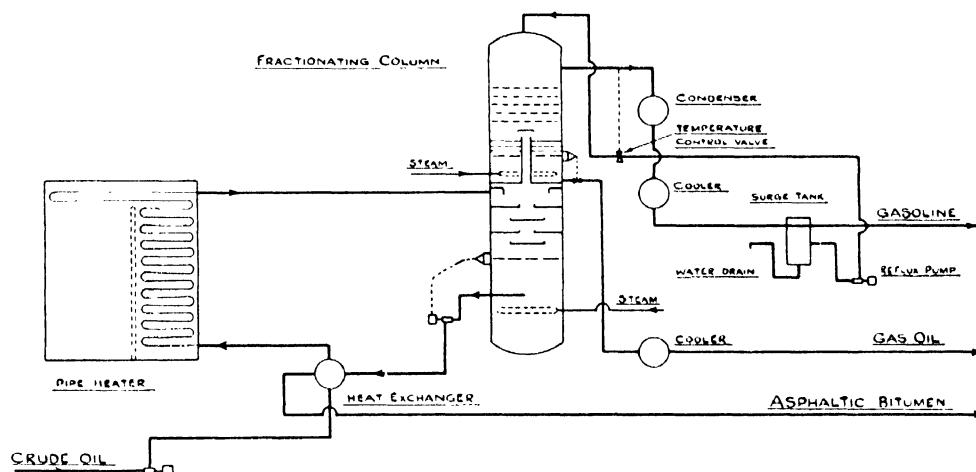 FRACTIONATING COLUMN
CONDENSER
TEMPERATURE
CONTROL VALVE
STEAM
COOLER
SURGE TANK
GASOLINE
WATER DRAIN
REFLUX PUMP
STEAM
COOLER
GAS OIL
PIPE HEATER
HEAT EXCHANGER
ASPHALTIC BITUMEN
CRUDE OIL